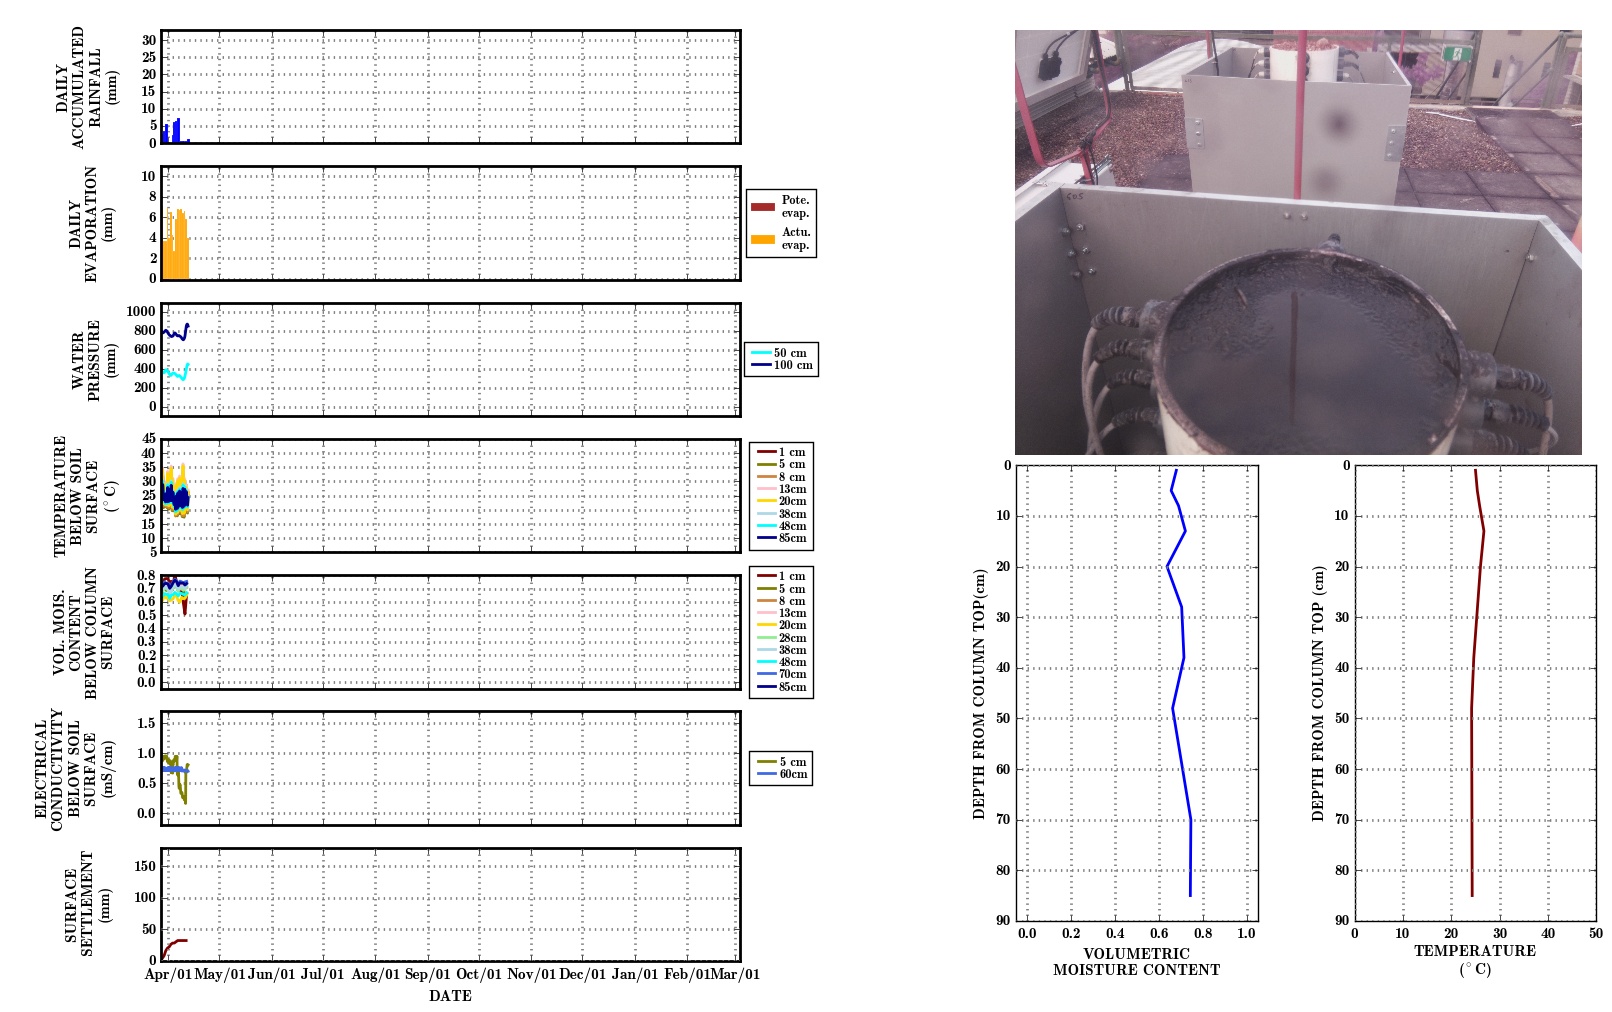 DAILY
ACCUMULATED
RAINFALL
(mm)
30
25
20
15
10
5
0
DAILY
EVAPORATION
(mm)
10
8
6
4
2
0
Pote.
evap.
Actu.
evap.
WATER
PRESSURE
(mm)
1000
800
600
400
200
0
50 cm
100 cm
TEMPERATURE
BELOW SOIL
SURFACE
(°C)
45
40
35
30
25
20
15
10
5
1 cm
5 cm
8 cm
13cm
20cm
38cm
48cm
85cm
VOL. MOIS.
CONTENT
BELOW COLUMN
SURFACE
0.8
0.7
0.6
0.5
0.4
0.3
0.2
0.1
0.0
1 cm
5 cm
8 cm
13cm
20cm
28cm
38cm
48cm
70cm
85cm
ELECTRICAL
CONDUCTIVITY
BELOW SOIL
SURFACE
(mS/cm)
1.5
1.0
0.5
0.0
5 cm
60cm
SURFACE
SETTLEMENT
(mm)
150
100
50
0
Apr/01 May/01 Jun/01 Jul/01 Aug/01 Sep/01 Oct/01 Nov/01 Dec/01 Jan/01 Feb/01 Mar/01
DATE
DEPTH FROM COLUMN TOP(cm)
0
10
20
30
40
50
60
70
80
90
0.0 0.2 0.4 0.6 0.8 1.0
VOLUMETRIC
MOISTURE CONTENT
DEPTH FROM COLUMN TOP (cm)
0
10
20
30
40
50
60
70
80
90
0 10 20 30 40 50
TEMPERATURE
(°C)